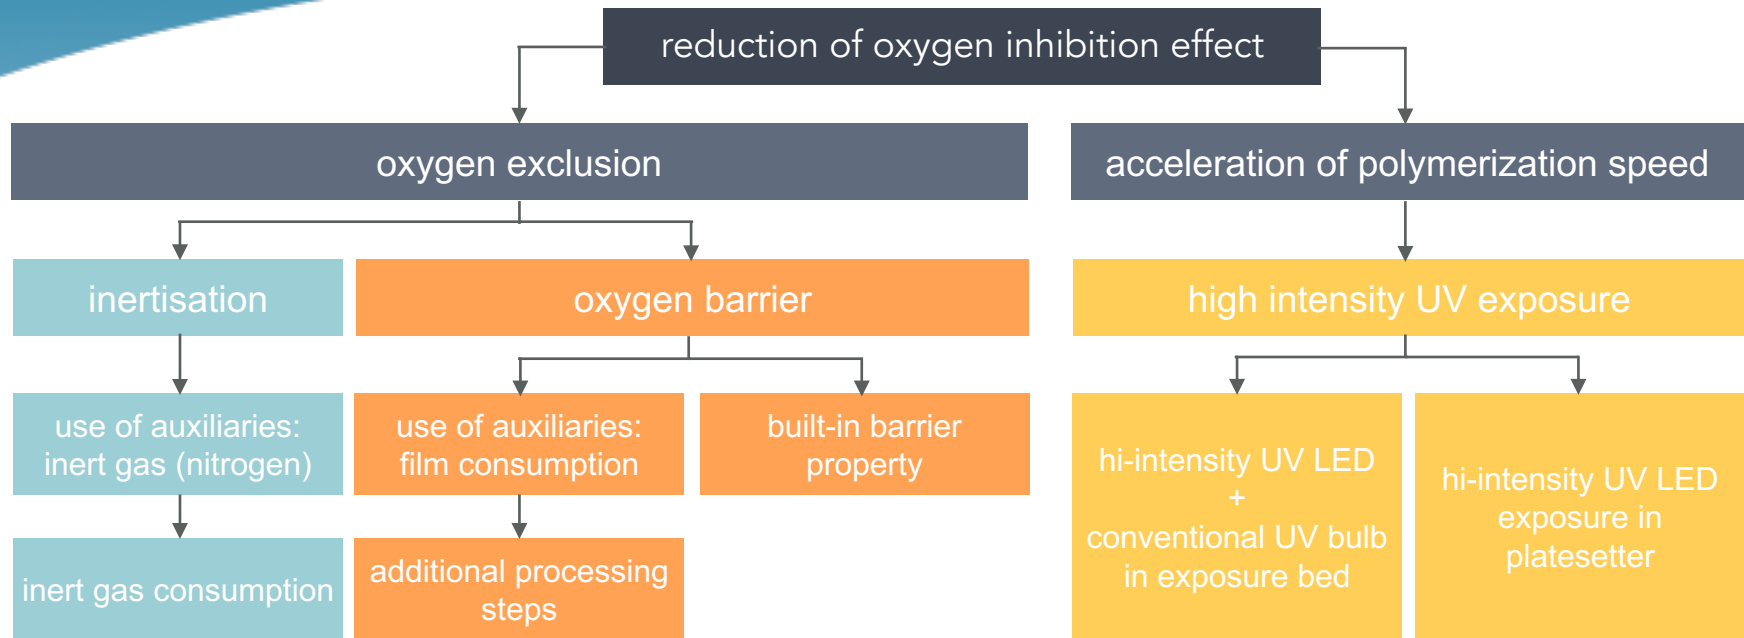 reduction of oxygen inhibition effect
oxygen exclusion
acceleration of polymerization speed
inertisation
oxygen barrier
high intensity UV exposure
use of auxiliaries:
inert gas (nitrogen)
use of auxiliaries:
film consumption
built-in barrier
property
hi-intensity UV LED
+
conventional UV bulb
in exposure bed
hi-intensity UV LED
exposure in
platesetter
inert gas consumption
additional processing
steps